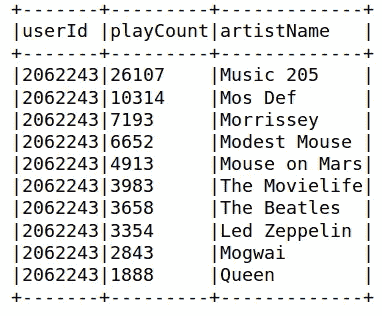 +-------+---------+-------------+
|userId |playCount|artistName   |
+-------+---------+-------------+
|2062243|26107    |Music 205    |
|2062243|10314    |Mos Def      |
|2062243|7193     |Morrissey    |
|2062243|6652     |Modest Mouse |
|2062243|4913     |Mouse on Mars|
|2062243|3983     |The Movielife|
|2062243|3658     |The Beatles  |
|2062243|3354     |Led Zeppelin |
|2062243|2843     |Mogwai       |
|2062243|1888     |Queen        |
+-------+---------+-------------+